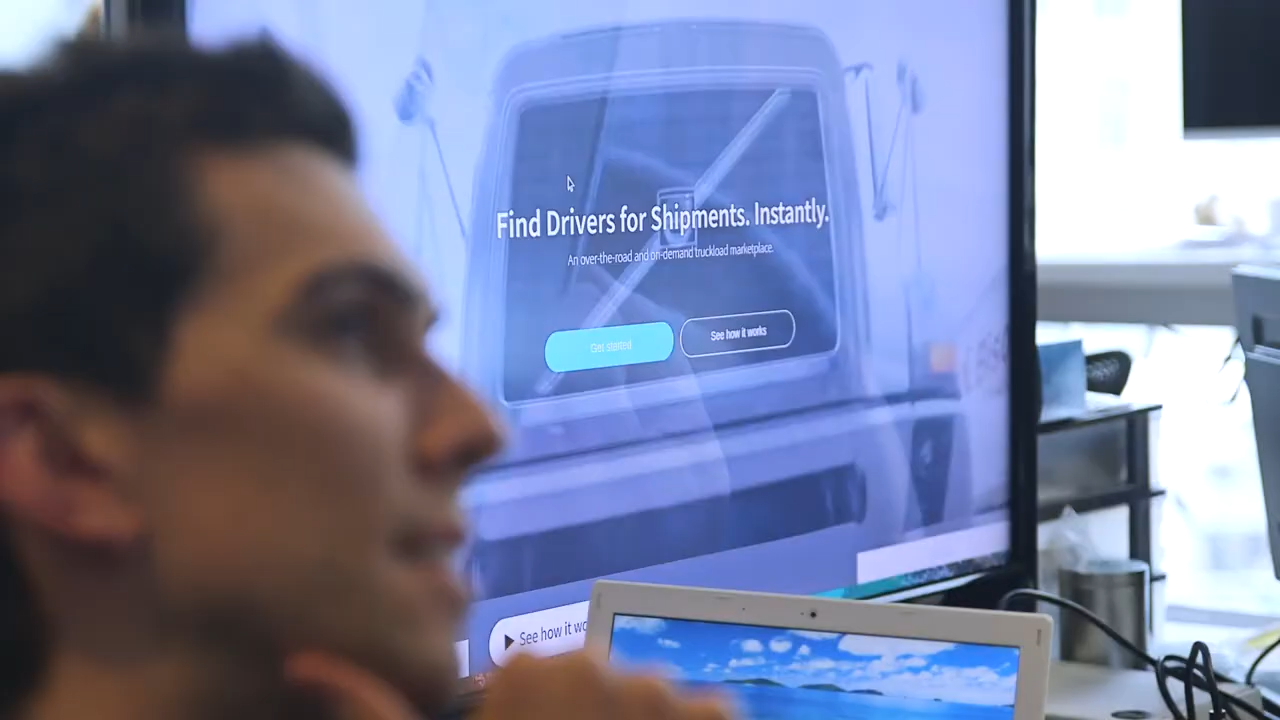 Find Drivers for Shipments. Instantly.
An over-the-road and on-demand truckload marketplace.
Get started
See how it works
See how it wo